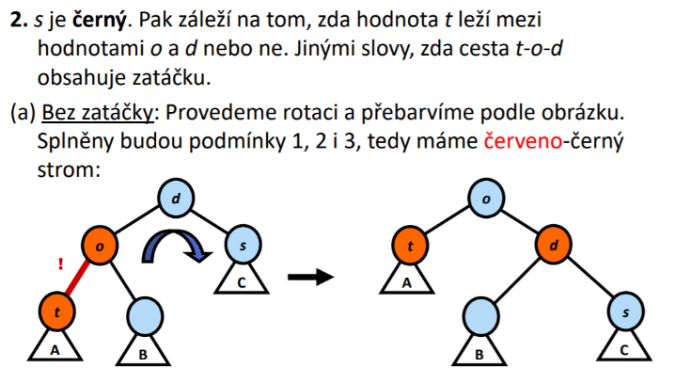 2. s je černý. Pak záleží na tom, zda hodnota t leží mezi
hodnotami o a d nebo ne. Jinými slovy, zda cesta t-o-d
obsahuje zatáčku.
(a) Bez zatáčky: Provedeme rotaci a přebarvíme podle obrázku.
Splněny budou podmínky 1, 2 i 3, tedy máme červeno-černý
strom:
d
o
s
!
C
t
A
B
o
t
d
A
s
B
C